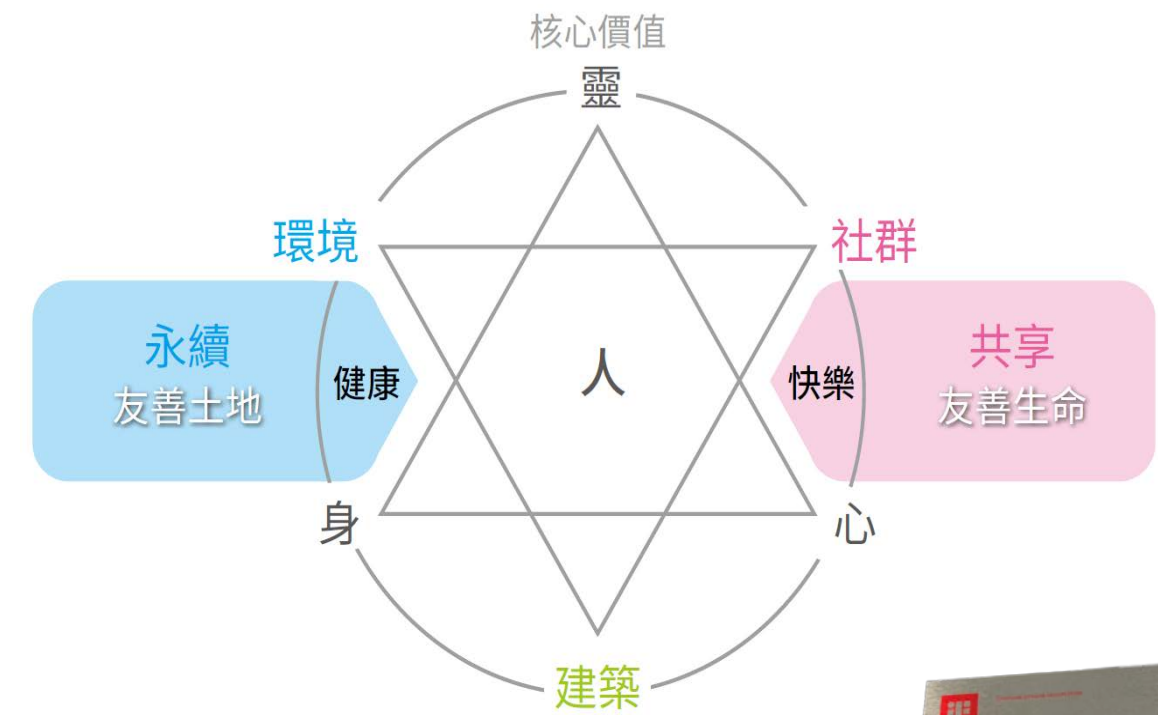 核心價值
靈
環境
社群
永續
友善土地
健康
人
快樂
共享
友善生命
身
心
建築